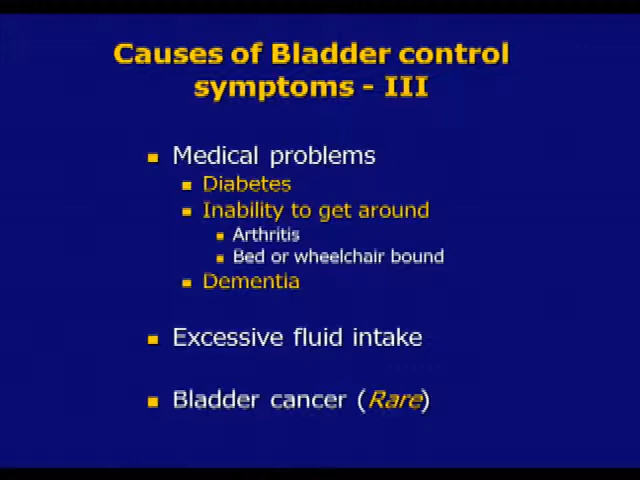 Causes of Bladder control
symptoms - III
Medical problems
Diabetes
Inability to get around
Arthritis
Bed or wheelchair bound
Dementia
Excessive fluid intake
Bladder cancer (Rare)